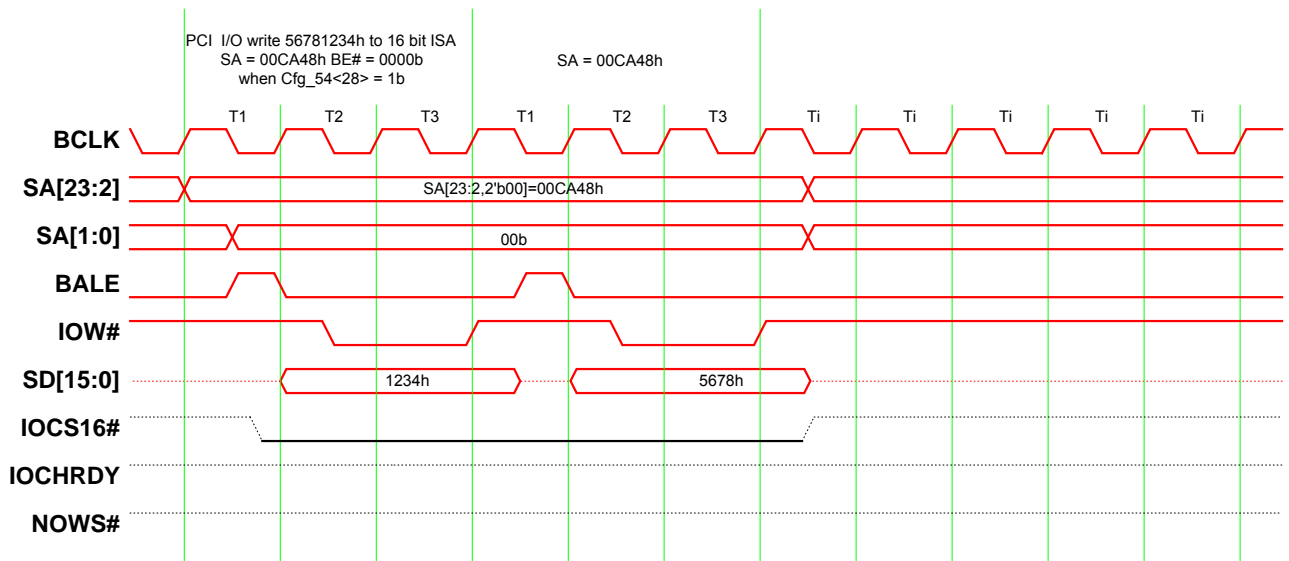 PCI I/O write 56781234h to 16 bit ISA
SA = 00CA48h BE# = 0000b
when Cfg_54<28> = 1b
SA = 00CA48h
T1 T2 T3 T1 T2 T3 Ti Ti Ti Ti Ti
BCLK
SA[23:2]
SA[23:2,2'b00]=00CA48h
SA[1:0]
00b
BALE
IOW#
SD[15:0]
1234h 5678h
IOCS16#
IOCHRDY
NOWS#